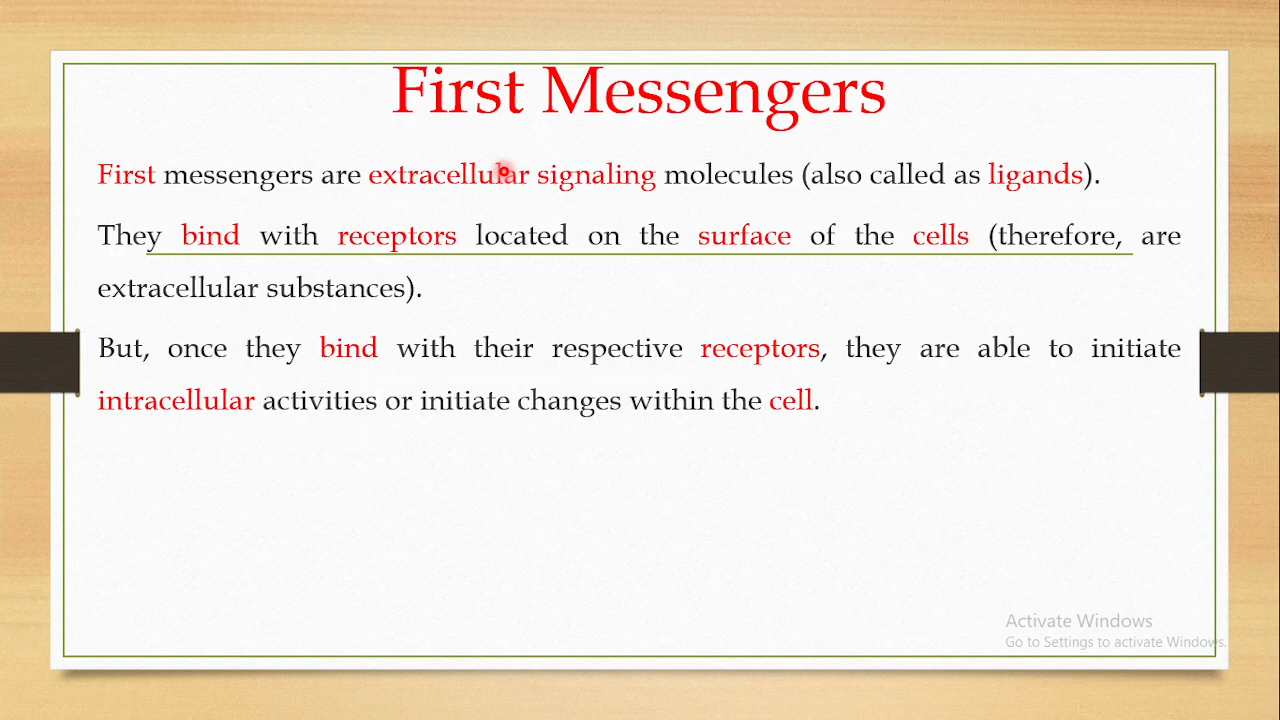 First Messengers
First messengers are extracellular signaling molecules (also called as ligands).
They bind with receptors located on the surface of the cells (therefore, are
extracellular substances).
But, once they bind with their respective receptors, they are able to initiate
intracellular activities or initiate changes within the cell.
Activate Windows
Go to Settings to activate Windows.